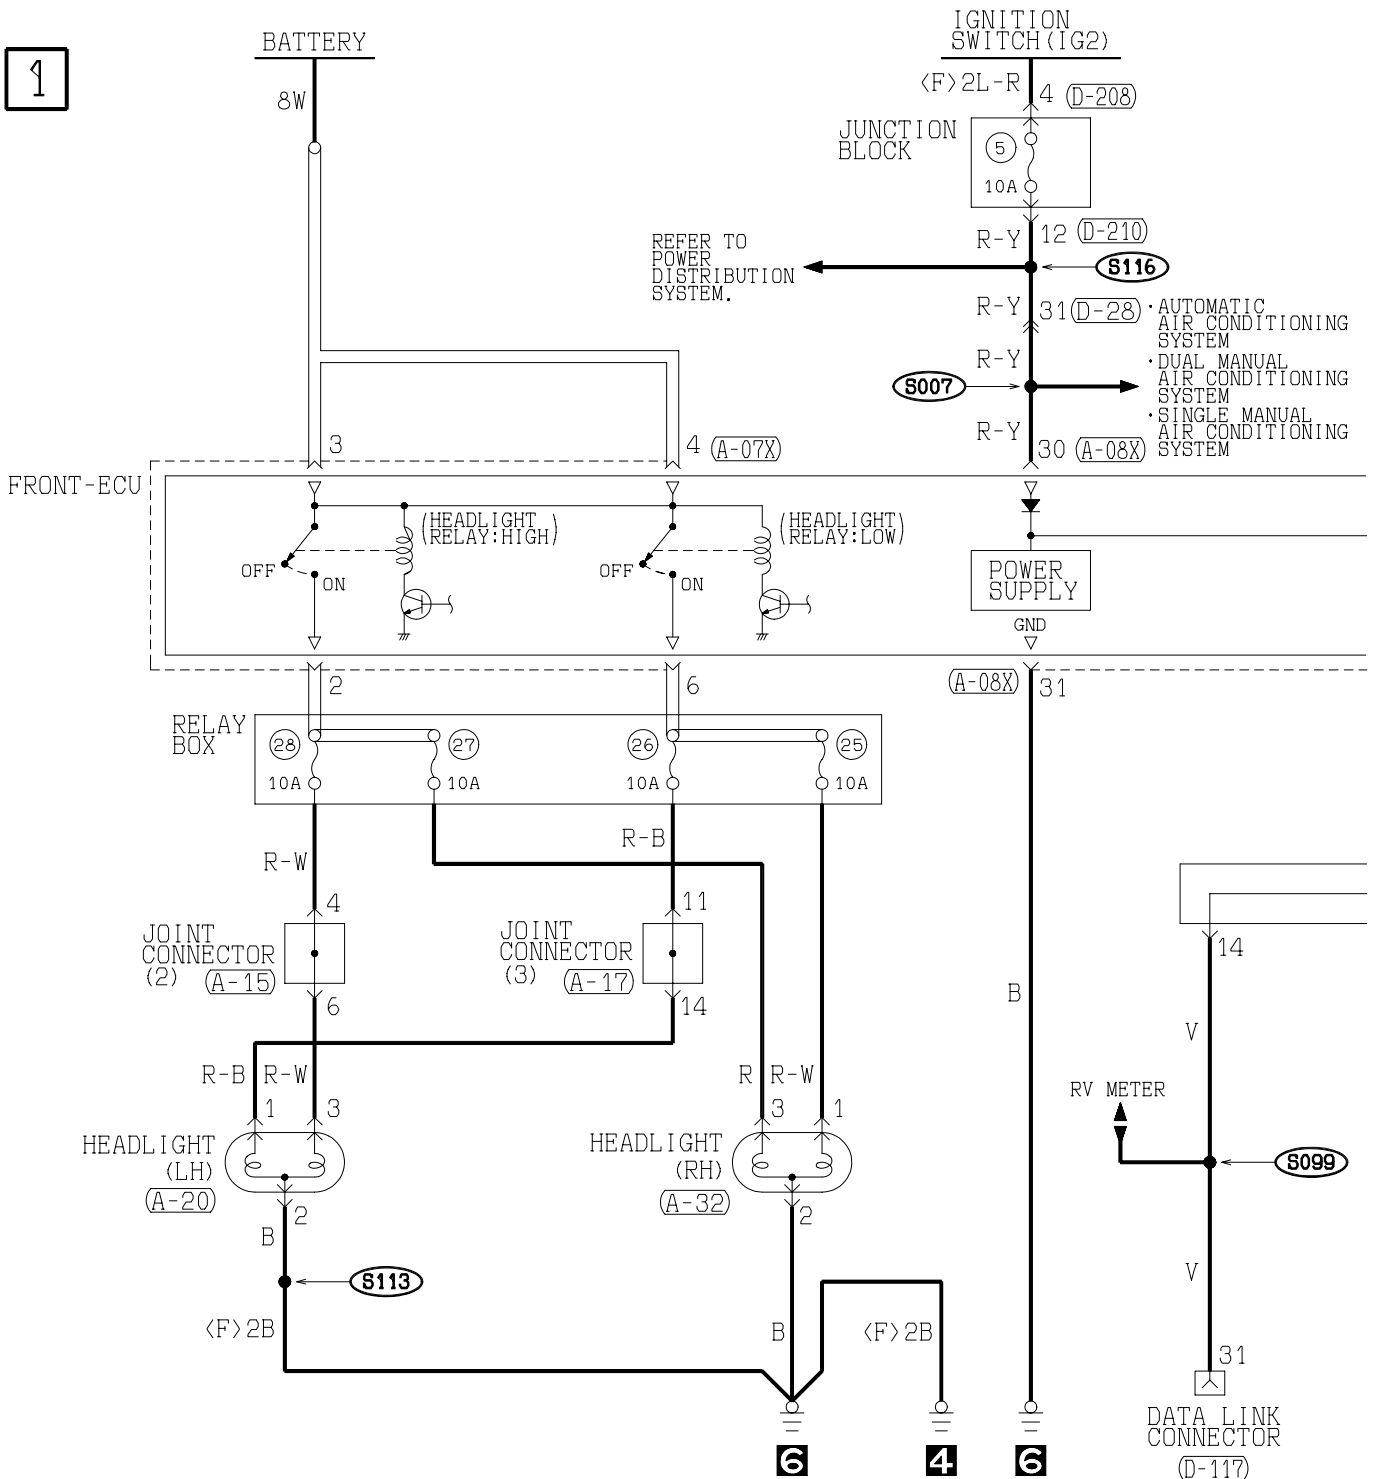 1
BATTERY
8W
IGNITION
SWITCH(IG2)
<F>2L-R
4
D-208
JUNCTION
BLOCK
5
10A
12
D-210
R-Y
S116
REFER TO
POWER
DISTRIBUTION
SYSTEM.
R-Y
31
D-28
·AUTOMATIC
AIR CONDITIONING
SYSTEM
·DUAL MANUAL
AIR CONDITIONING
SYSTEM
·SINGLE MANUAL
AIR CONDITIONING
SYSTEM
R-Y
S007
R-Y
3
4
A-07X
30
A-08X
FRONT-ECU
(HEADLIGHT
RELAY:HIGH)
(HEADLIGHT
RELAY:LOW)
OFF
ON
OFF
ON
POWER
SUPPLY
GND
2
6
A-08X
31
RELAY
BOX
28
27
26
25
10A
10A
10A
10A
R-W
R-B
4
11
JOINT
CONNECTOR
(2)
A-15
JOINT
CONNECTOR
(3)
A-17
6
14
B
14
V
R-B
R-W
R
R-W
1
3
3
1
RV METER
HEADLIGHT
(LH)
A-20
HEADLIGHT
(RH)
A-32
S099
2
2
B
S113
V
<F>2B
B
<F>2B
31
DATA LINK
CONNECTOR
D-117
6
4
6